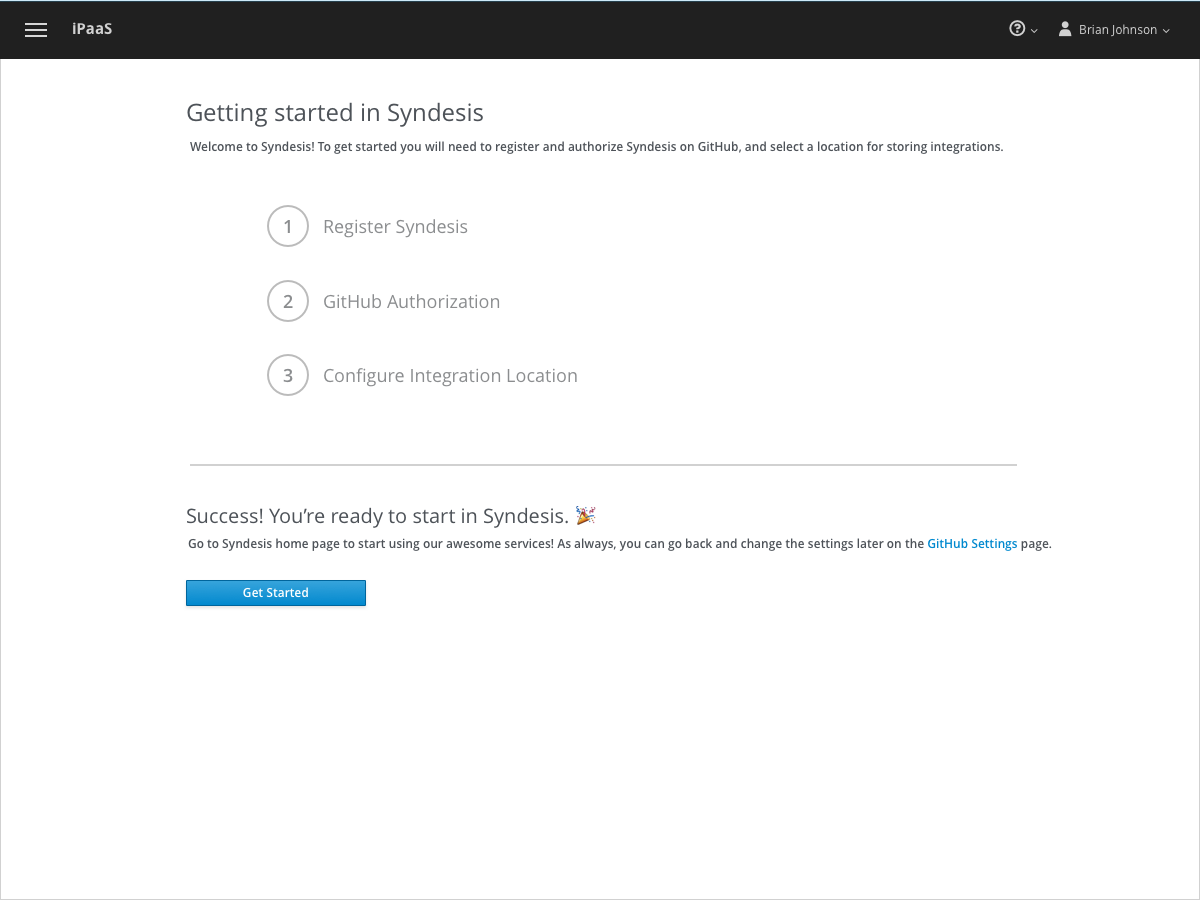 iPaaS
Brian Johnson
Getting started in Syndesis
Welcome to Syndesis! To get started you will need to register and authorize Syndesis on GitHub, and select a location for storing integrations.
1 Register Syndesis
2 GitHub Authorization
3 Configure Integration Location
Success! You’re ready to start in Syndesis. 🎉
Go to Syndesis home page to start using our awesome services! As always, you can go back and change the settings later on the GitHub Settings page.
Get Started